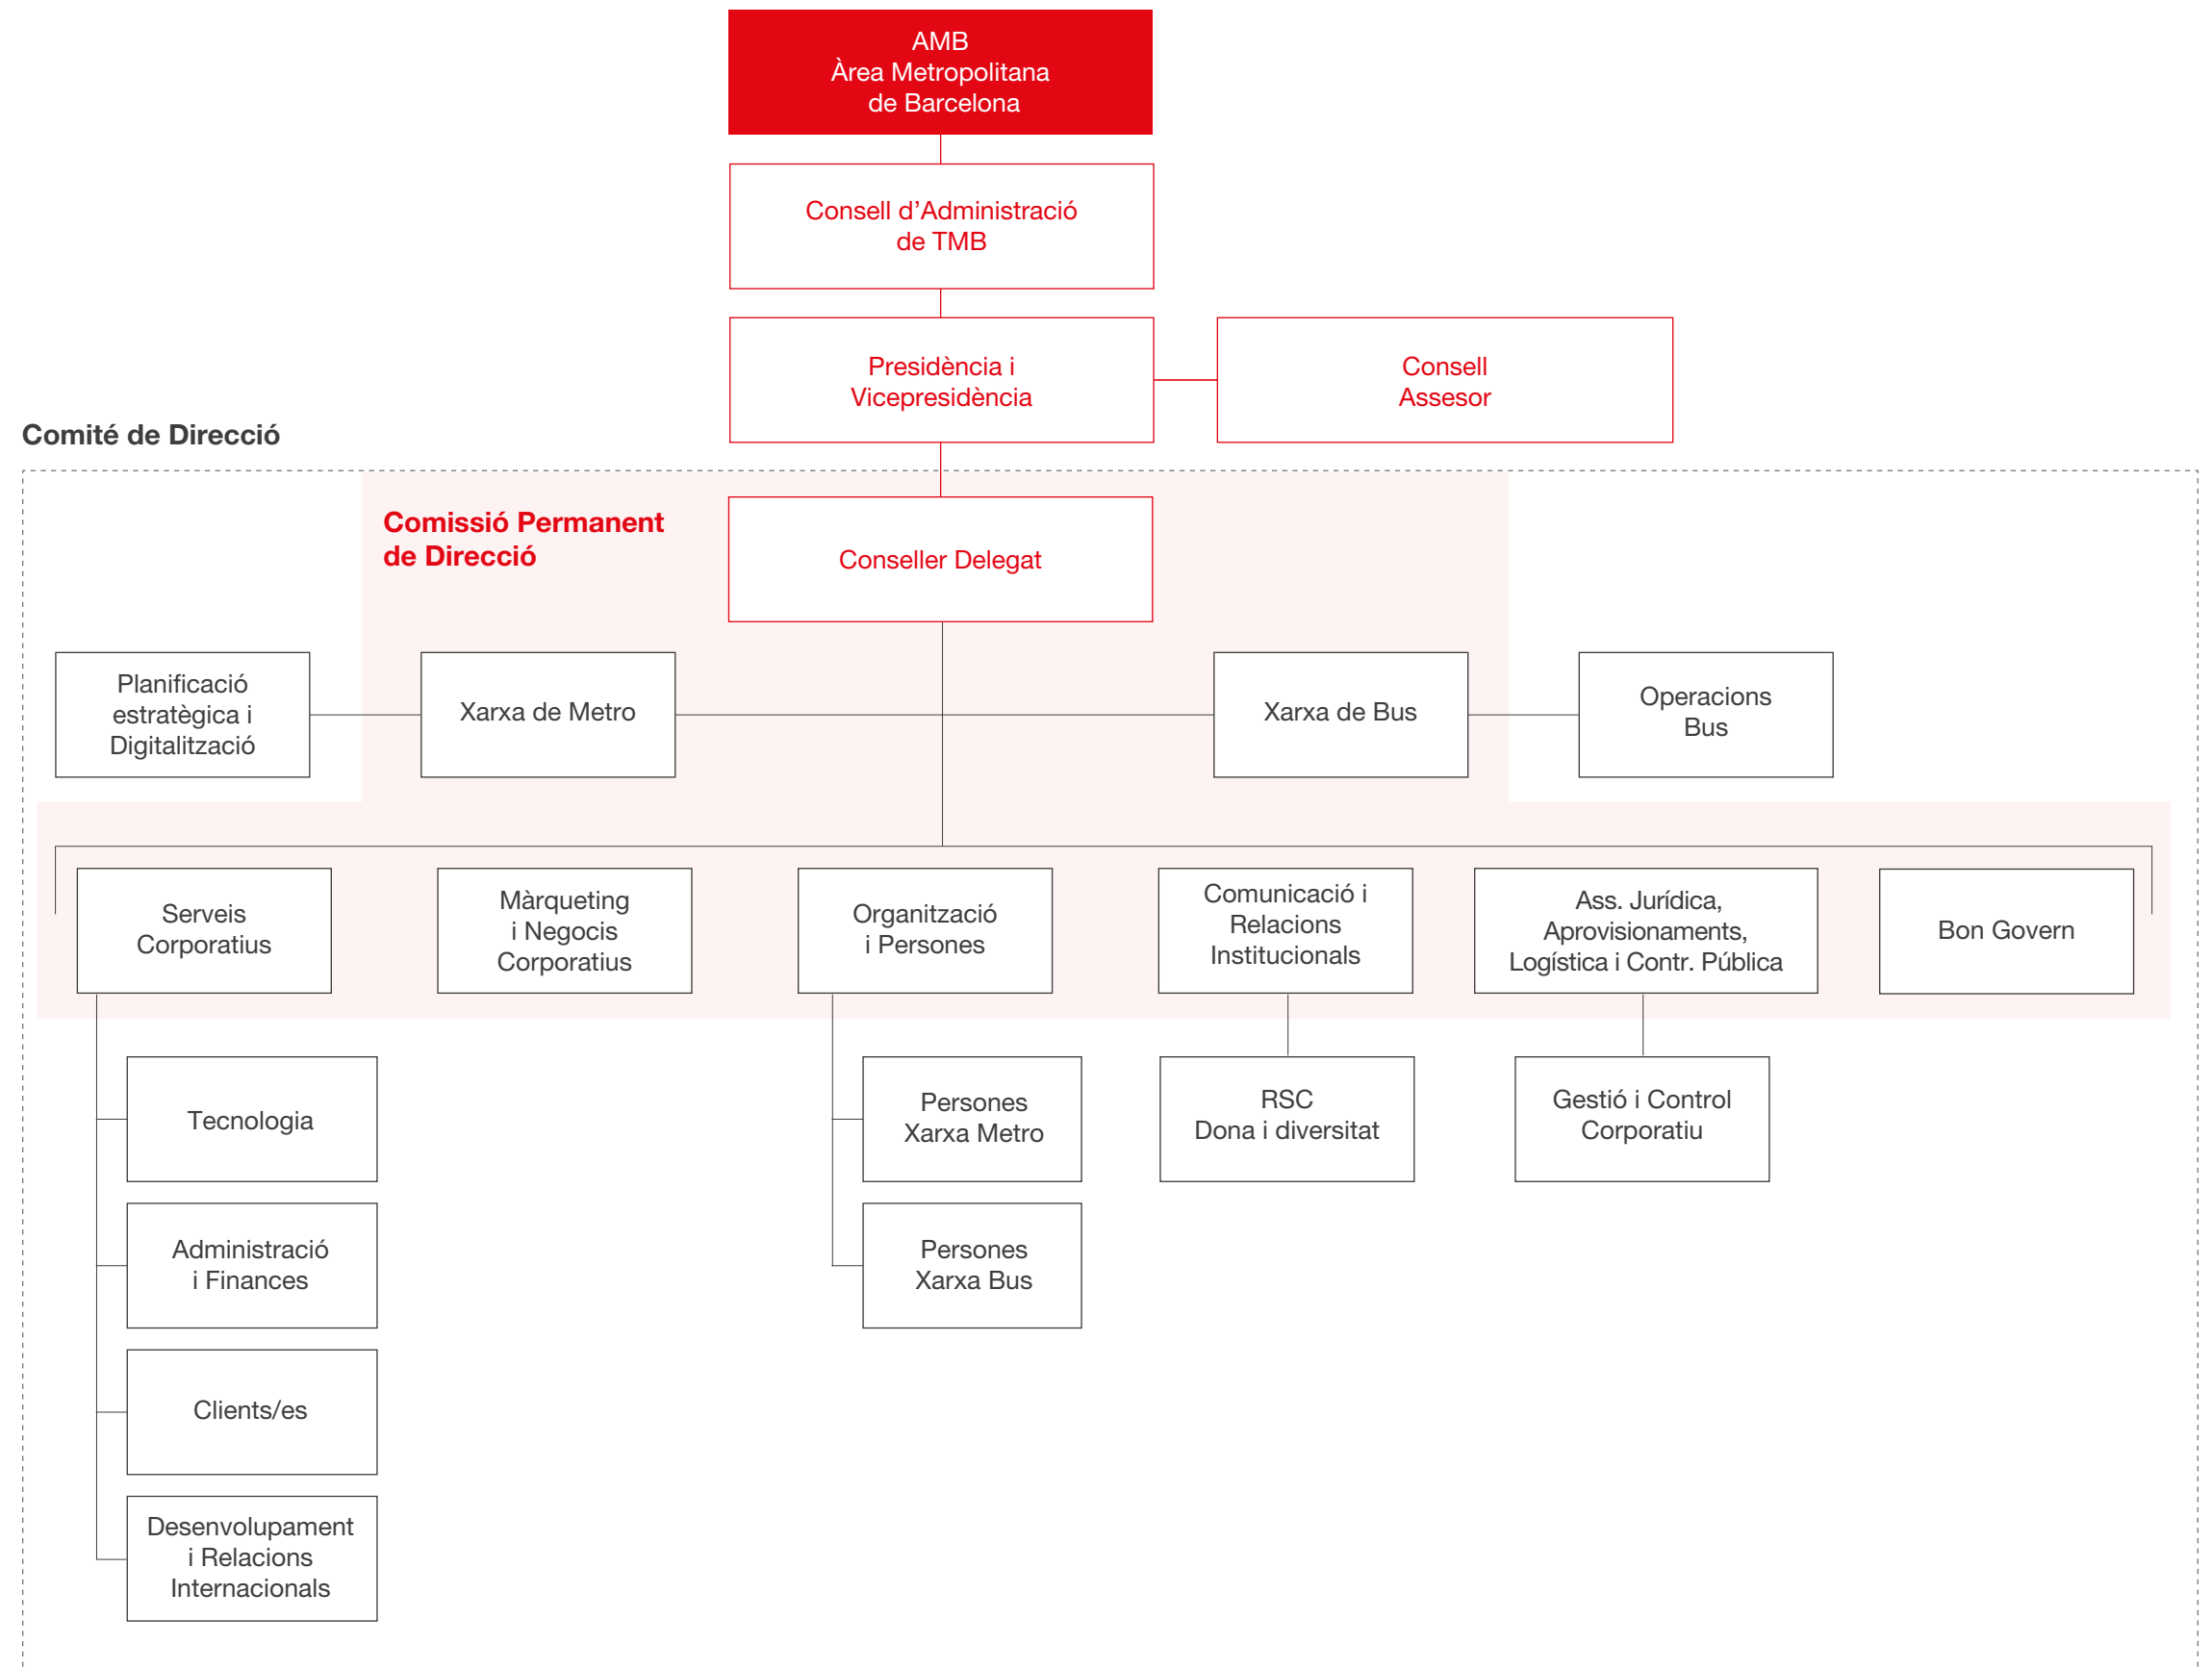 AMB
Àrea Metropolitana
de Barcelona
Consell d’Administració
de TMB
Presidència i
Vicepresidència
Consell
Assesor
Comité de Direcció
Comissió Permanent
de Direcció
Conseller Delegat
Planificació
estratègica i
Digitalització
Xarxa de Metro
Xarxa de Bus
Operacions
Bus
Serveis
Corporatius
Màrqueting
i Negocis
Corporatius
Organització
i Persones
Comunicació i
Relacions
Institucionals
Ass. Jurídica,
Aprovisionaments,
Logística i Contr. Pública
Bon Govern
Tecnologia
Administració
i Finances
Clients/es
Desenvolupament
i Relacions
Internacionals
Persones
Xarxa Metro
Persones
Xarxa Bus
RSC
Dona i diversitat
Gestió i Control
Corporatiu